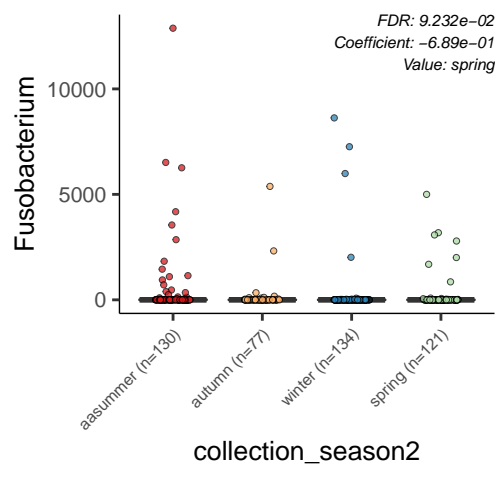 FDR: 9.232e−02
Coefficient: −6.89e−01
Value: spring
Fusobacterium
10000
5000
0
aasummer (n=130)
autumn (n=77)
winter (n=134)
spring (n=121)
collection_season2